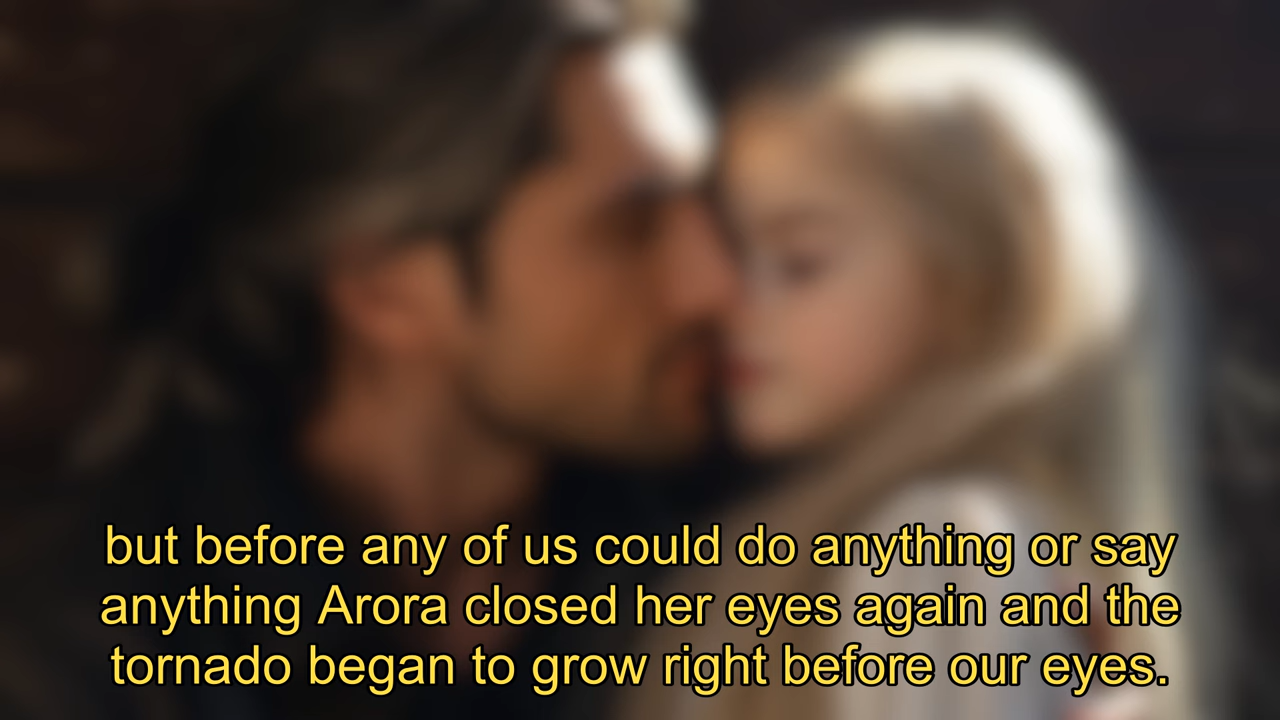 but before any of us could do anything or say
anything Arora closed her eyes again and the
tornado began to grow right before our eyes.